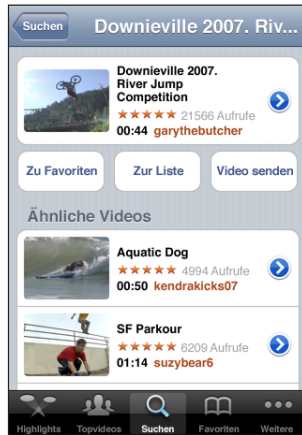 Suchen
Downieville 2007. Riv...
Downieville 2007.
River Jump
Competition
21566 Aufrufe
00:44 garythebutcher
Zu Favoriten
Zur Liste
Video senden
Ähnliche Videos
Aquatic Dog
4994 Aufrufe
00:50 kendrakicks07
SF Parkour
6209 Aufrufe
01:14 suzybear6
Highlights
Topvideos
Suchen
Favoriten
Weitere